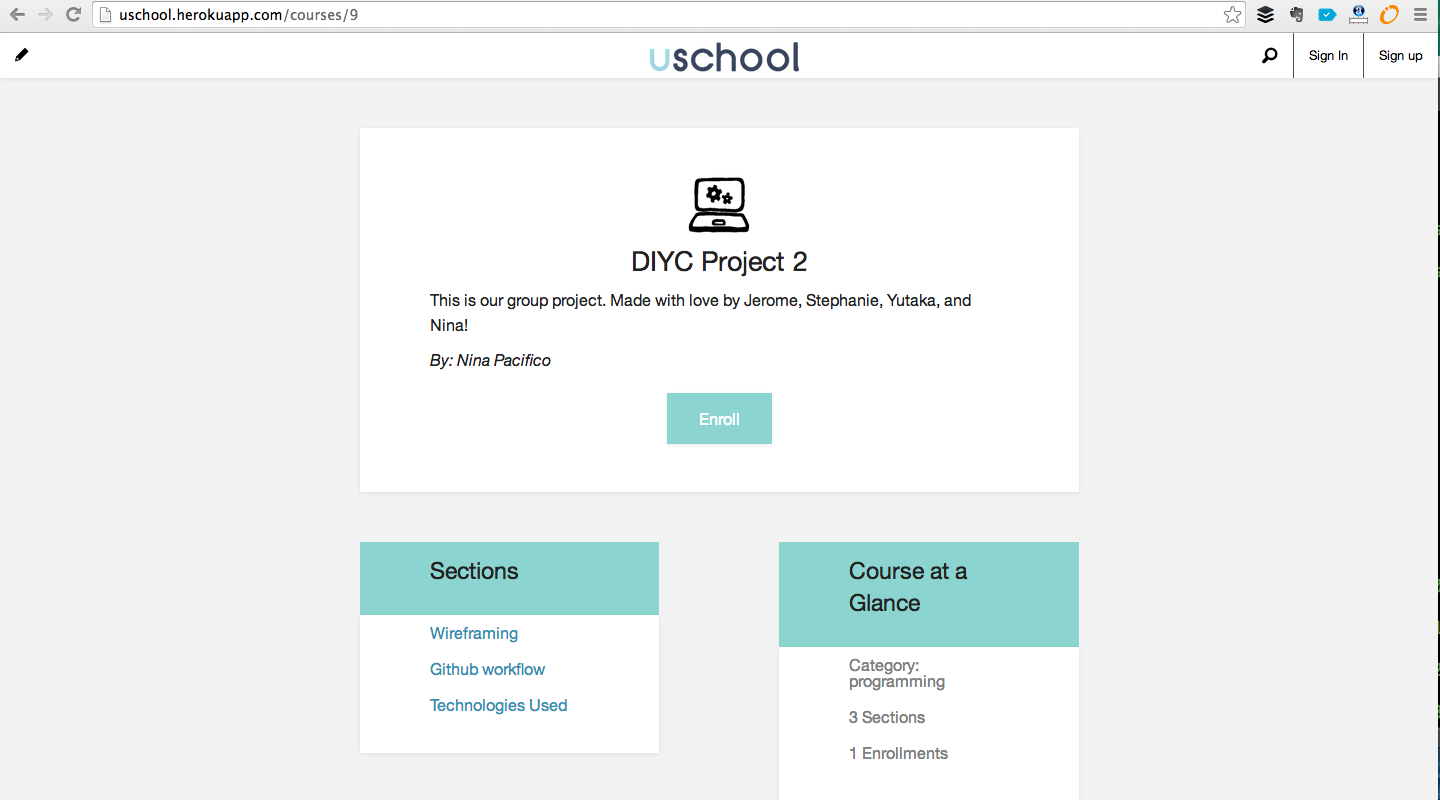 uschool.herokuapp.com/courses/9
uschool
Sign In
Sign up
DIYC Project 2
This is our group project. Made with love by Jerome, Stephanie, Yutaka, and
Nina!
By: Nina Pacifico
Enroll
Sections
Wireframing
Github workflow
Technologies Used
Course at a
Glance
Category:
programming
3 Sections
1 Enrollments